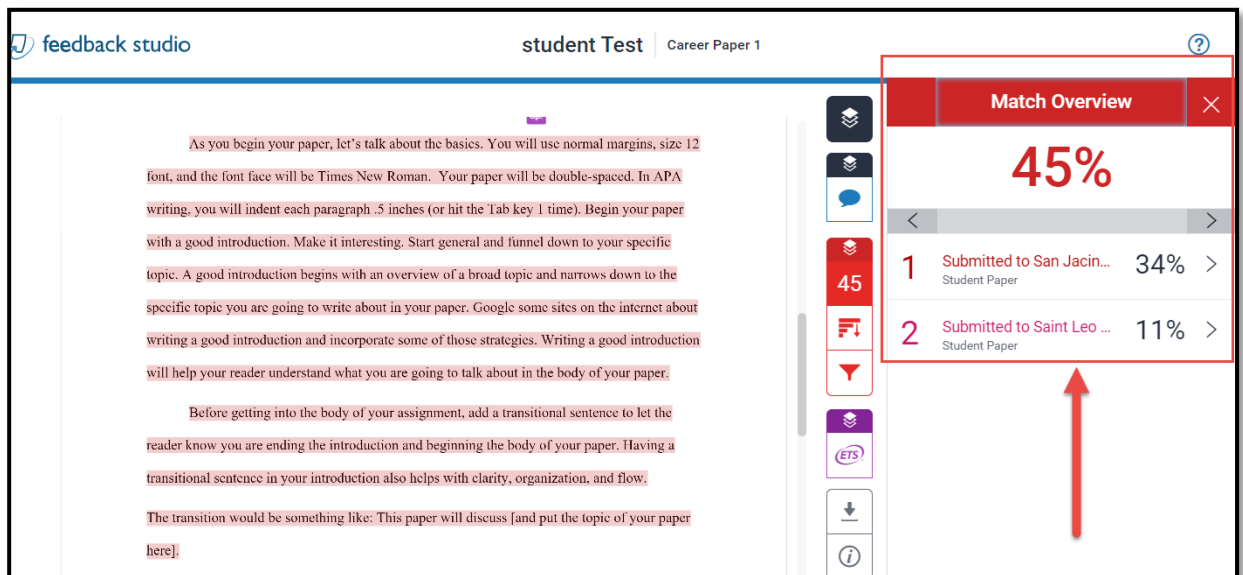 feedback studio
student Test
Career Paper 1
As you begin your paper, let's talk about the basics. You will use normal margins, size 12
font, and the font face will be Times New Roman. Your paper will be double-spaced. In APA
writing, you will indent each paragraph .5 inches (or hit the Tab key 1 time). Begin your paper
with a good introduction. Make it interesting. Start general and funnel down to your specific
topic. A good introduction begins with an overview of a broad topic and narrows down to the
specific topic you are going to write about in your paper. Google some sites on the internet about
writing a good introduction and incorporate some of those strategies. Writing a good introduction
will help your reader understand what you are going to talk about in the body of your paper.
Before getting into the body of your assignment, add a transitional sentence to let the
reader know you are ending the introduction and beginning the body of your paper. Having a
transitional sentence in your introduction also helps with clarity, organization, and flow.
The transition would be something like: This paper will discuss [and put the topic of your paper
here].
45
ETS
Match Overview
45%
1 Submitted to San Jacin... 34%
Student Paper
2 Submitted to Saint Leo ... 11%
Student Paper